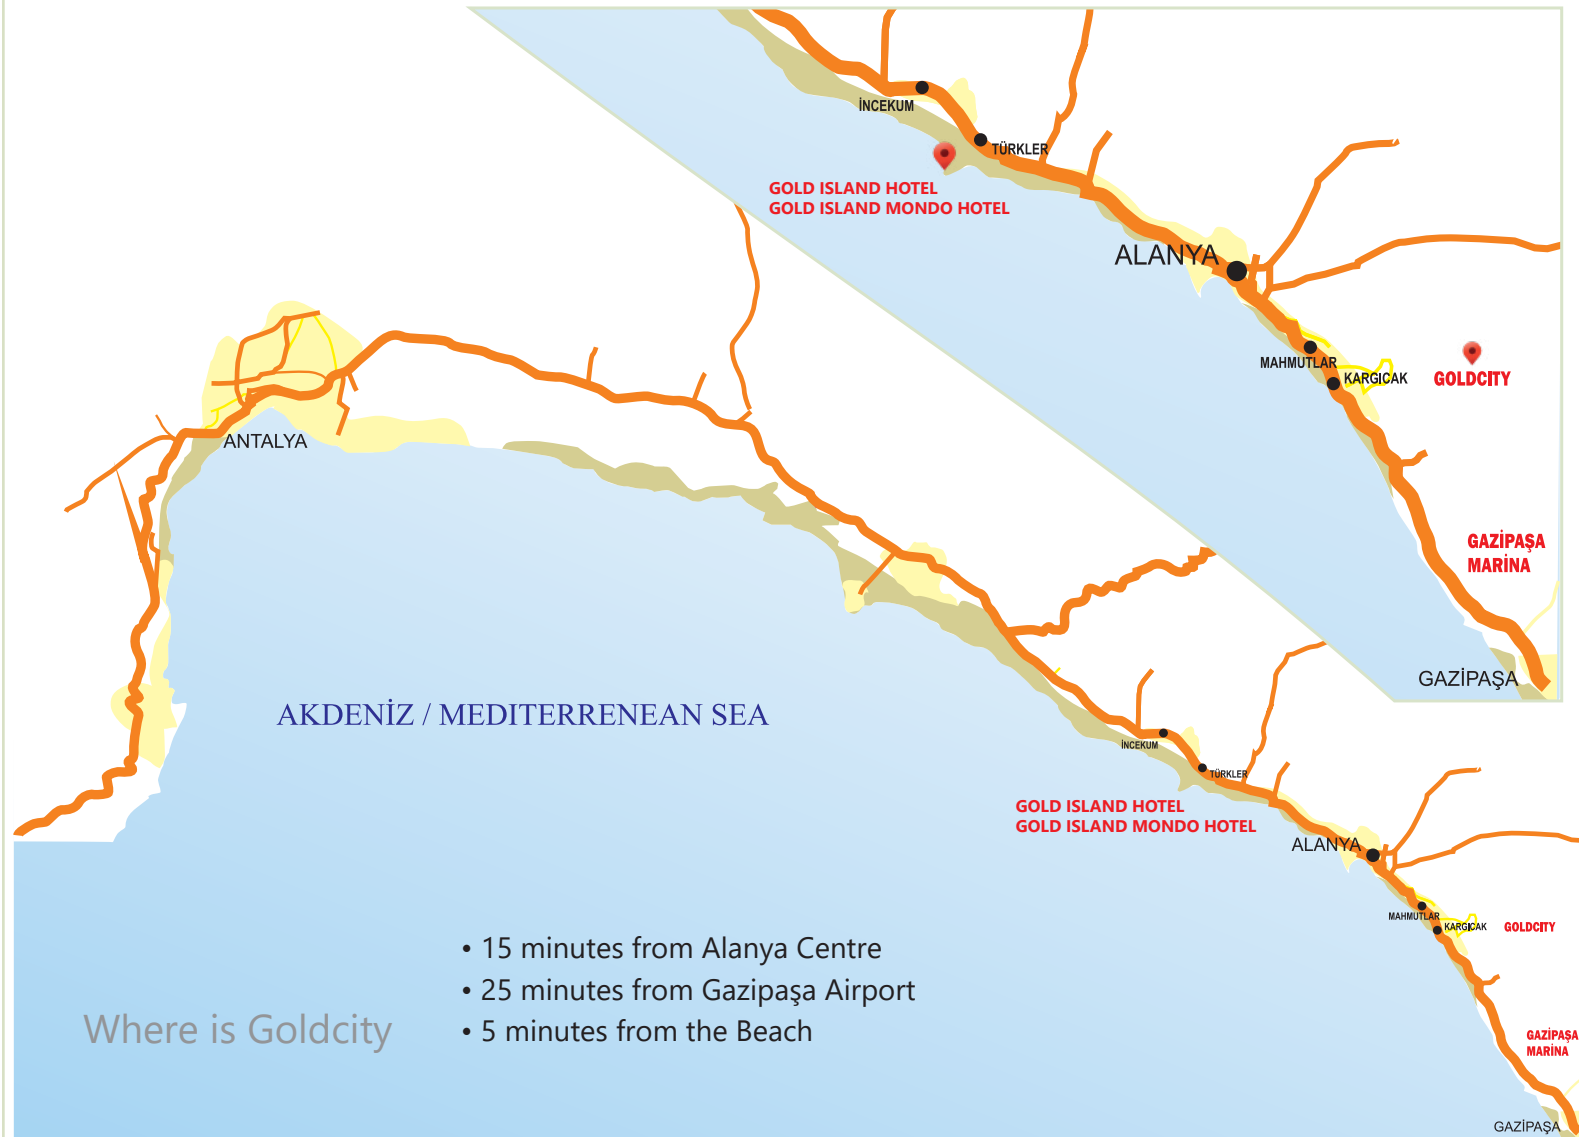 İNCEKUM
TÜRKLER
GOLD ISLAND HOTEL
GOLD ISLAND MONDO HOTEL
ALANYA
MAHMUTLAR
KARGICAK
GOLDCITY
GAZİPAŞA
MARİNA
GAZİPAŞA
ANTALYA
AKDENİZ / MEDITERRENEAN SEA
İNCEKUM
TÜRKLER
GOLD ISLAND HOTEL
GOLD ISLAND MONDO HOTEL
ALANYA
MAHMUTLAR
KARGICAK
GOLDCITY
GAZİPAŞA
MARİNA
GAZİPAŞA
Where is Goldcity
• 15 minutes from Alanya Centre
• 25 minutes from Gazipaşa Airport
• 5 minutes from the Beach